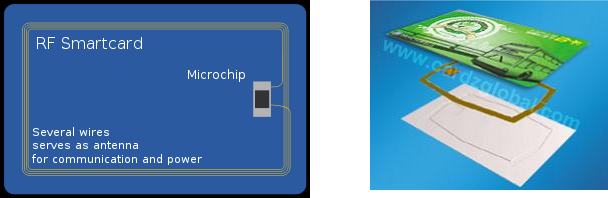 RF Smartcard
Microchip
Several wires
serves as antenna
for communication and power
www.cardzglobal.com